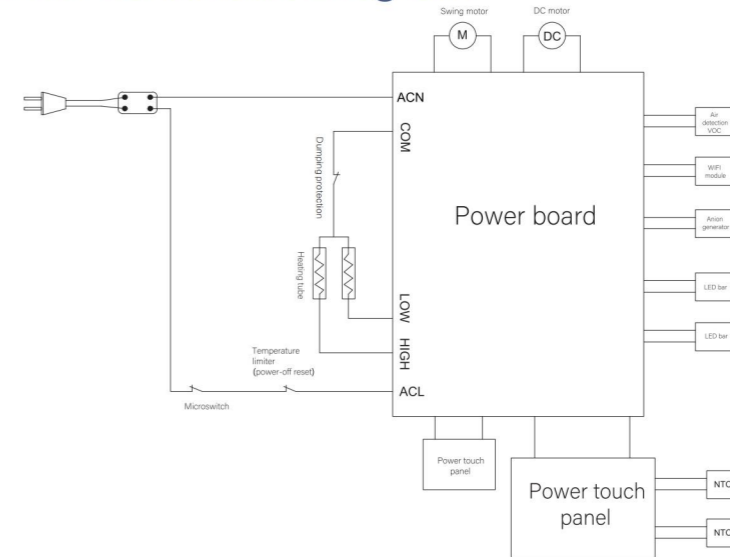 Swing motor
DC motor
M
DC
ACN
COM
Dumping protection
Air
detection
VOC
WIFI
module
Power board
Anion
generator
Heating tube
LED bar
LOW
HIGH
LED bar
Temperature
limiter
(power-off reset)
ACL
Microswitch
Power touch
panel
Power touch
panel
NTC
NTC